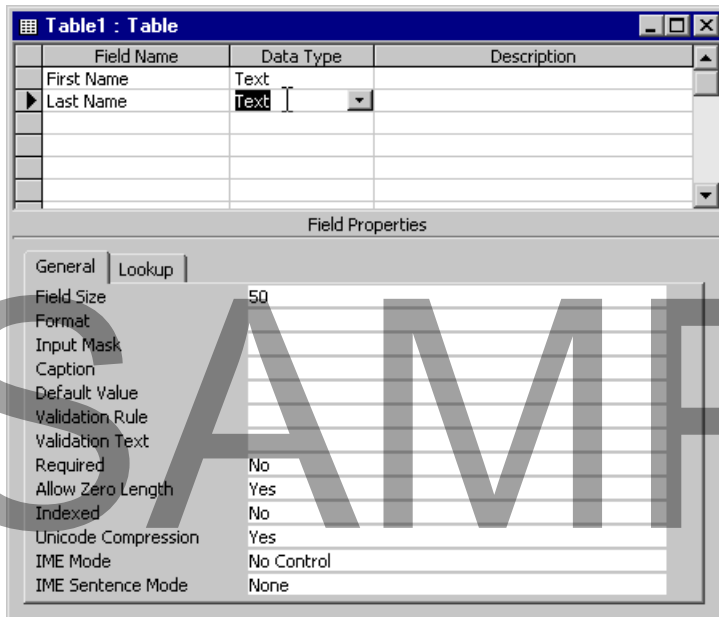 Table1 : Table
Field Name Data Type Description
First Name Text
Last Name Text
Field Properties
General Lookup
Field Size 50
Format
Input Mask
Caption
Default Value
Validation Rule
Validation Text
Required No
Allow Zero Length Yes
Indexed No
Unicode Compression Yes
IME Mode No Control
IME Sentence Mode None